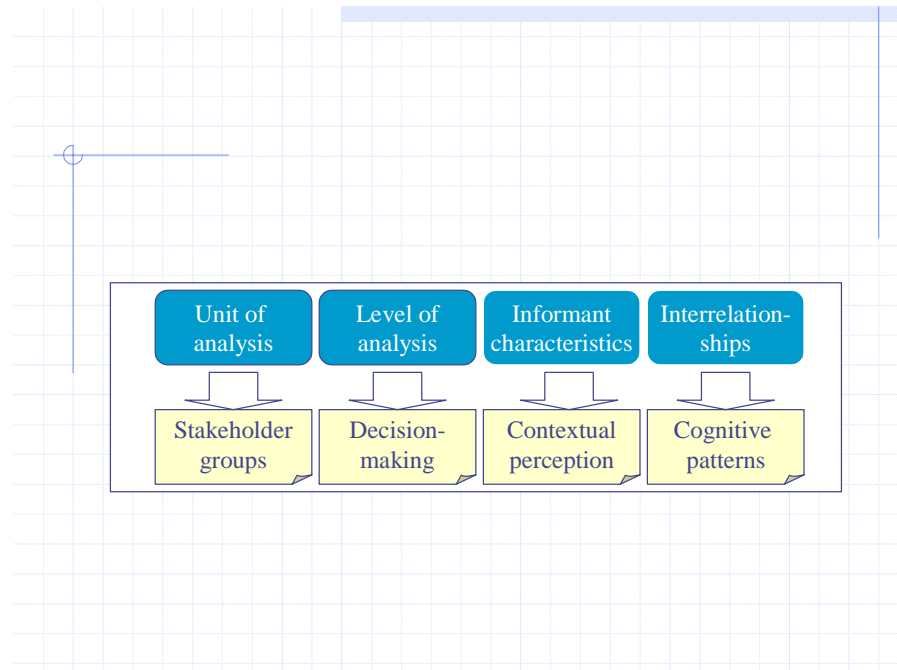 Unit of
analysis
Level of
analysis
Informant
characteristics
Interrelation-
ships
Stakeholder
groups
Decision-
making
Contextual
perception
Cognitive
patterns